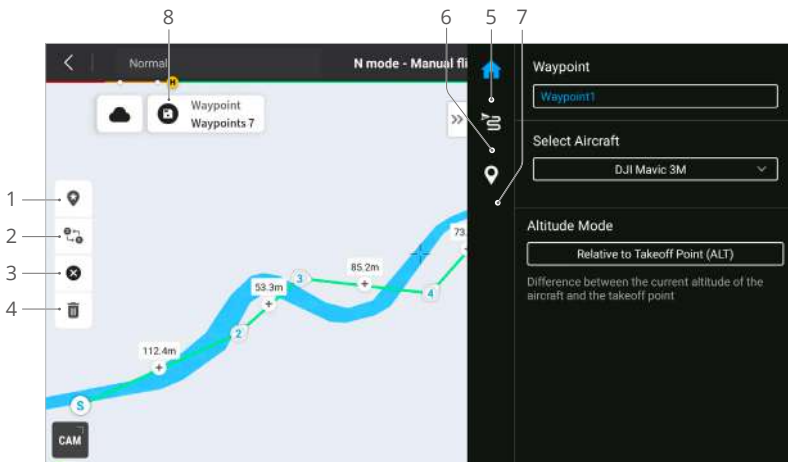 8
6
5
7
Normal
N mode - Manual fli
H
Waypoint
Waypoints 7
Waypoint
Waypoint1
Select Aircraft
DJI Mavic 3M
Altitude Mode
Relative to Takeoff Point (ALT)
Difference between the current altitude of the
aircraft and the takeoff point
1
2
3
4
73.
85.2m
3
53.3m
4
2
112.4m
S
CAM